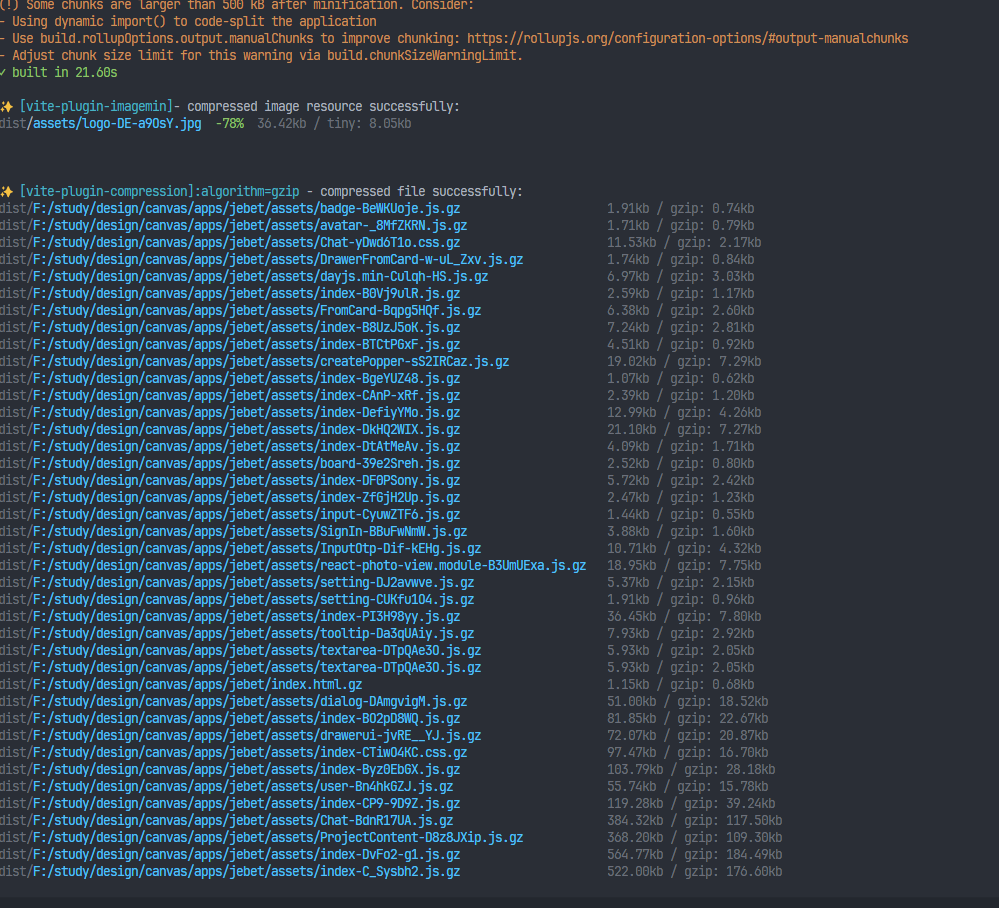 (!) Some chunks are larger than 500 kB after minification. Consider:
- Using dynamic import() to code-split the application
- Use build.rollupOptions.output.manualChunks to improve chunking: https://rollupjs.org/configuration-options/#output-manualchunks
- Adjust chunk size limit for this warning via build.chunkSizeWarningLimit.
✓ built in 21.60s
✨ [vite-plugin-imagemin]- compressed image resource successfully:
dist/assets/logo-DE-a9OsY.jpg -78% 36.42kb / tiny: 8.05kb
✨ [vite-plugin-compression]:algorithm=gzip - compressed file successfully:
dist/F:/study/design/canvas/apps/jebet/assets/badge-BeWKUoje.js.gz 1.91kb / gzip: 0.74kb
dist/F:/study/design/canvas/apps/jebet/assets/avatar-_8MfZKRN.js.gz 1.71kb / gzip: 0.79kb
dist/F:/study/design/canvas/apps/jebet/assets/Chat-yDwd6T1o.css.gz 11.53kb / gzip: 2.17kb
dist/F:/study/design/canvas/apps/jebet/assets/DrawerFromCard-w-uL_Zxv.js.gz 1.74kb / gzip: 0.84kb
dist/F:/study/design/canvas/apps/jebet/assets/dayjs.min-Culqh-HS.js.gz 6.97kb / gzip: 3.03kb
dist/F:/study/design/canvas/apps/jebet/assets/index-B0Vj9ulR.js.gz 2.59kb / gzip: 1.17kb
dist/F:/study/design/canvas/apps/jebet/assets/FromCard-Bqpg5HQf.js.gz 6.38kb / gzip: 2.60kb
dist/F:/study/design/canvas/apps/jebet/assets/index-B8UzJ5oK.js.gz 7.24kb / gzip: 2.81kb
dist/F:/study/design/canvas/apps/jebet/assets/index-BTCtPGxF.js.gz 4.51kb / gzip: 0.92kb
dist/F:/study/design/canvas/apps/jebet/assets/createPopper-sS2IRCaz.js.gz 19.02kb / gzip: 7.29kb
dist/F:/study/design/canvas/apps/jebet/assets/index-BgeYUZ48.js.gz 1.07kb / gzip: 0.62kb
dist/F:/study/design/canvas/apps/jebet/assets/index-CAnP-xRf.js.gz 2.39kb / gzip: 1.20kb
dist/F:/study/design/canvas/apps/jebet/assets/index-DefiyYMo.js.gz 12.99kb / gzip: 4.26kb
dist/F:/study/design/canvas/apps/jebet/assets/index-DkHQ2WIX.js.gz 21.10kb / gzip: 7.27kb
dist/F:/study/design/canvas/apps/jebet/assets/index-DtAtMeAv.js.gz 4.09kb / gzip: 1.71kb
dist/F:/study/design/canvas/apps/jebet/assets/board-39e2Sreh.js.gz 2.52kb / gzip: 0.80kb
dist/F:/study/design/canvas/apps/jebet/assets/index-DF0PSony.js.gz 5.72kb / gzip: 2.42kb
dist/F:/study/design/canvas/apps/jebet/assets/index-ZfGjH2Up.js.gz 2.47kb / gzip: 1.23kb
dist/F:/study/design/canvas/apps/jebet/assets/input-CyuwZTF6.js.gz 1.44kb / gzip: 0.55kb
dist/F:/study/design/canvas/apps/jebet/assets/SignIn-BBuFwNmW.js.gz 3.88kb / gzip: 1.60kb
dist/F:/study/design/canvas/apps/jebet/assets/InputOtp-Dif-kEHg.js.gz 10.71kb / gzip: 4.32kb
dist/F:/study/design/canvas/apps/jebet/assets/react-photo-view.module-B3UmUExa.js.gz 18.95kb / gzip: 7.75kb
dist/F:/study/design/canvas/apps/jebet/assets/setting-DJ2avwve.js.gz 5.37kb / gzip: 2.15kb
dist/F:/study/design/canvas/apps/jebet/assets/setting-CUKfu1O4.js.gz 1.91kb / gzip: 0.96kb
dist/F:/study/design/canvas/apps/jebet/assets/index-PI3H98yy.js.gz 36.45kb / gzip: 7.80kb
dist/F:/study/design/canvas/apps/jebet/assets/tooltip-Da3qUAiy.js.gz 7.93kb / gzip: 2.92kb
dist/F:/study/design/canvas/apps/jebet/assets/textarea-DTpQAe3O.js.gz 5.93kb / gzip: 2.05kb
dist/F:/study/design/canvas/apps/jebet/assets/textarea-DTpQAe3O.js.gz 5.93kb / gzip: 2.05kb
dist/F:/study/design/canvas/apps/jebet/index.html.gz 1.15kb / gzip: 0.68kb
dist/F:/study/design/canvas/apps/jebet/assets/dialog-DAmgvigM.js.gz 51.00kb / gzip: 18.52kb
dist/F:/study/design/canvas/apps/jebet/assets/index-BO2pD8WQ.js.gz 81.85kb / gzip: 22.67kb
dist/F:/study/design/canvas/apps/jebet/assets/drawerui-jvRE__YJ.js.gz 72.07kb / gzip: 20.87kb
dist/F:/study/design/canvas/apps/jebet/assets/index-CTiwO4KC.css.gz 97.47kb / gzip: 16.70kb
dist/F:/study/design/canvas/apps/jebet/assets/index-Byz0EbGX.js.gz 103.79kb / gzip: 28.18kb
dist/F:/study/design/canvas/apps/jebet/assets/user-Bn4hkGZJ.js.gz 55.74kb / gzip: 15.78kb
dist/F:/study/design/canvas/apps/jebet/assets/index-CP9-9D9Z.js.gz 119.28kb / gzip: 39.24kb
dist/F:/study/design/canvas/apps/jebet/assets/Chat-BdnR17UA.js.gz 384.32kb / gzip: 117.50kb
dist/F:/study/design/canvas/apps/jebet/assets/ProjectContent-D8z8JXip.js.gz 368.20kb / gzip: 109.30kb
dist/F:/study/design/canvas/apps/jebet/assets/index-DvFo2-g1.js.gz 564.77kb / gzip: 184.49kb
dist/F:/study/design/canvas/apps/jebet/assets/index-C_Sysbh2.js.gz 522.00kb / gzip: 176.60kb